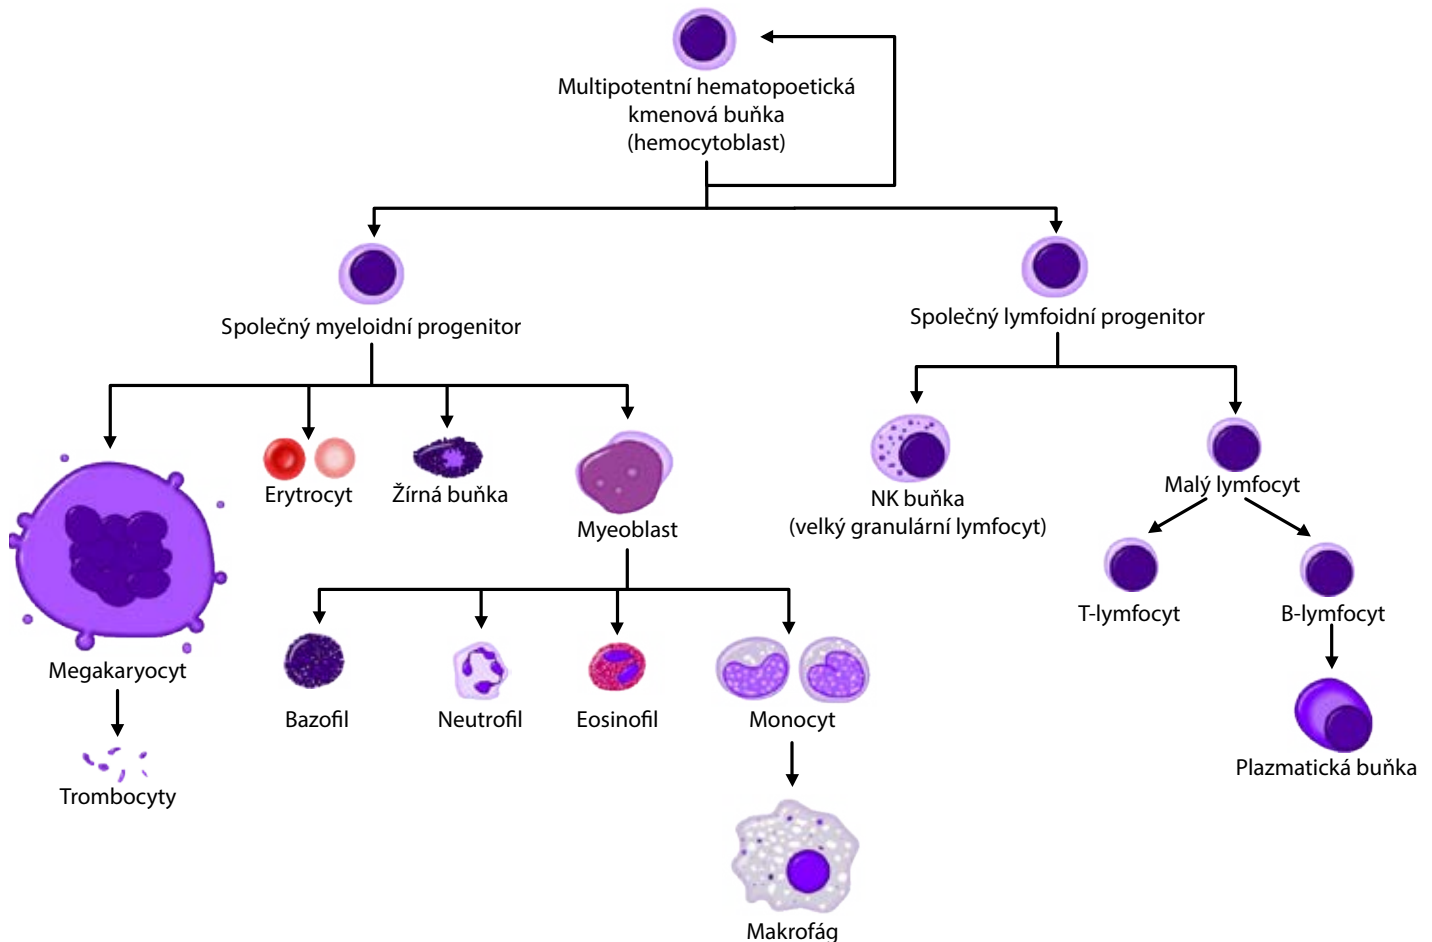 Multipotentní hematopoetická
kmenová buňka
(hemocytoblast)
Společný myeloidní progenitor
Společný lymfoidní progenitor
Erytrocyt
Žírná buňka
Myeoblast
NK buňka
(velký granulární lymfocyt)
Malý lymfocyt
T-lymfocyt
B-lymfocyt
Megakaryocyt
Bazofil
Neutrofil
Eosinofil
Monocyt
Plazmatická buňka
Trombocyty
Makrofág